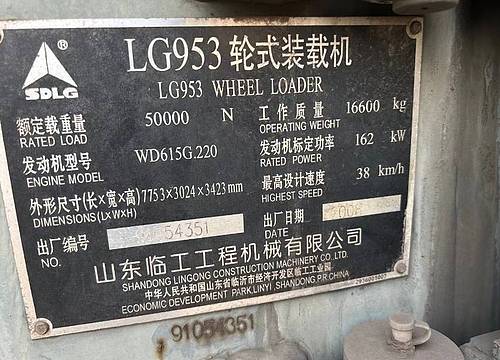 ®
SDLG
LG953 轮式装载机
LG953 WHEEL LOADER
额定载重量 50000 N
RATED LOAD
工作质量 16600 kg
OPERATING WEIGHT
发动机型号 WD615G.220
ENGINE MODEL
发动机标定功率 162 kW
RATED POWER
外形尺寸(长×宽×高)7753×3024×3423mm
DIMENSIONS(L×W×H)
最高设计速度 38 km/h
HIGHEST SPEED
出厂编号 54351
NO.
出厂日期
DATE
山东临工工程机械有限公司
SHANDONG LINGONG CONSTRUCTION MACHINERY CO.LTD.
中华人民共和国山东省临沂市经济开发区临工工业园
ECONOMIC DEVELOPMENT PARK,LINYI SHANDONG.P.R.CHINA
91054351